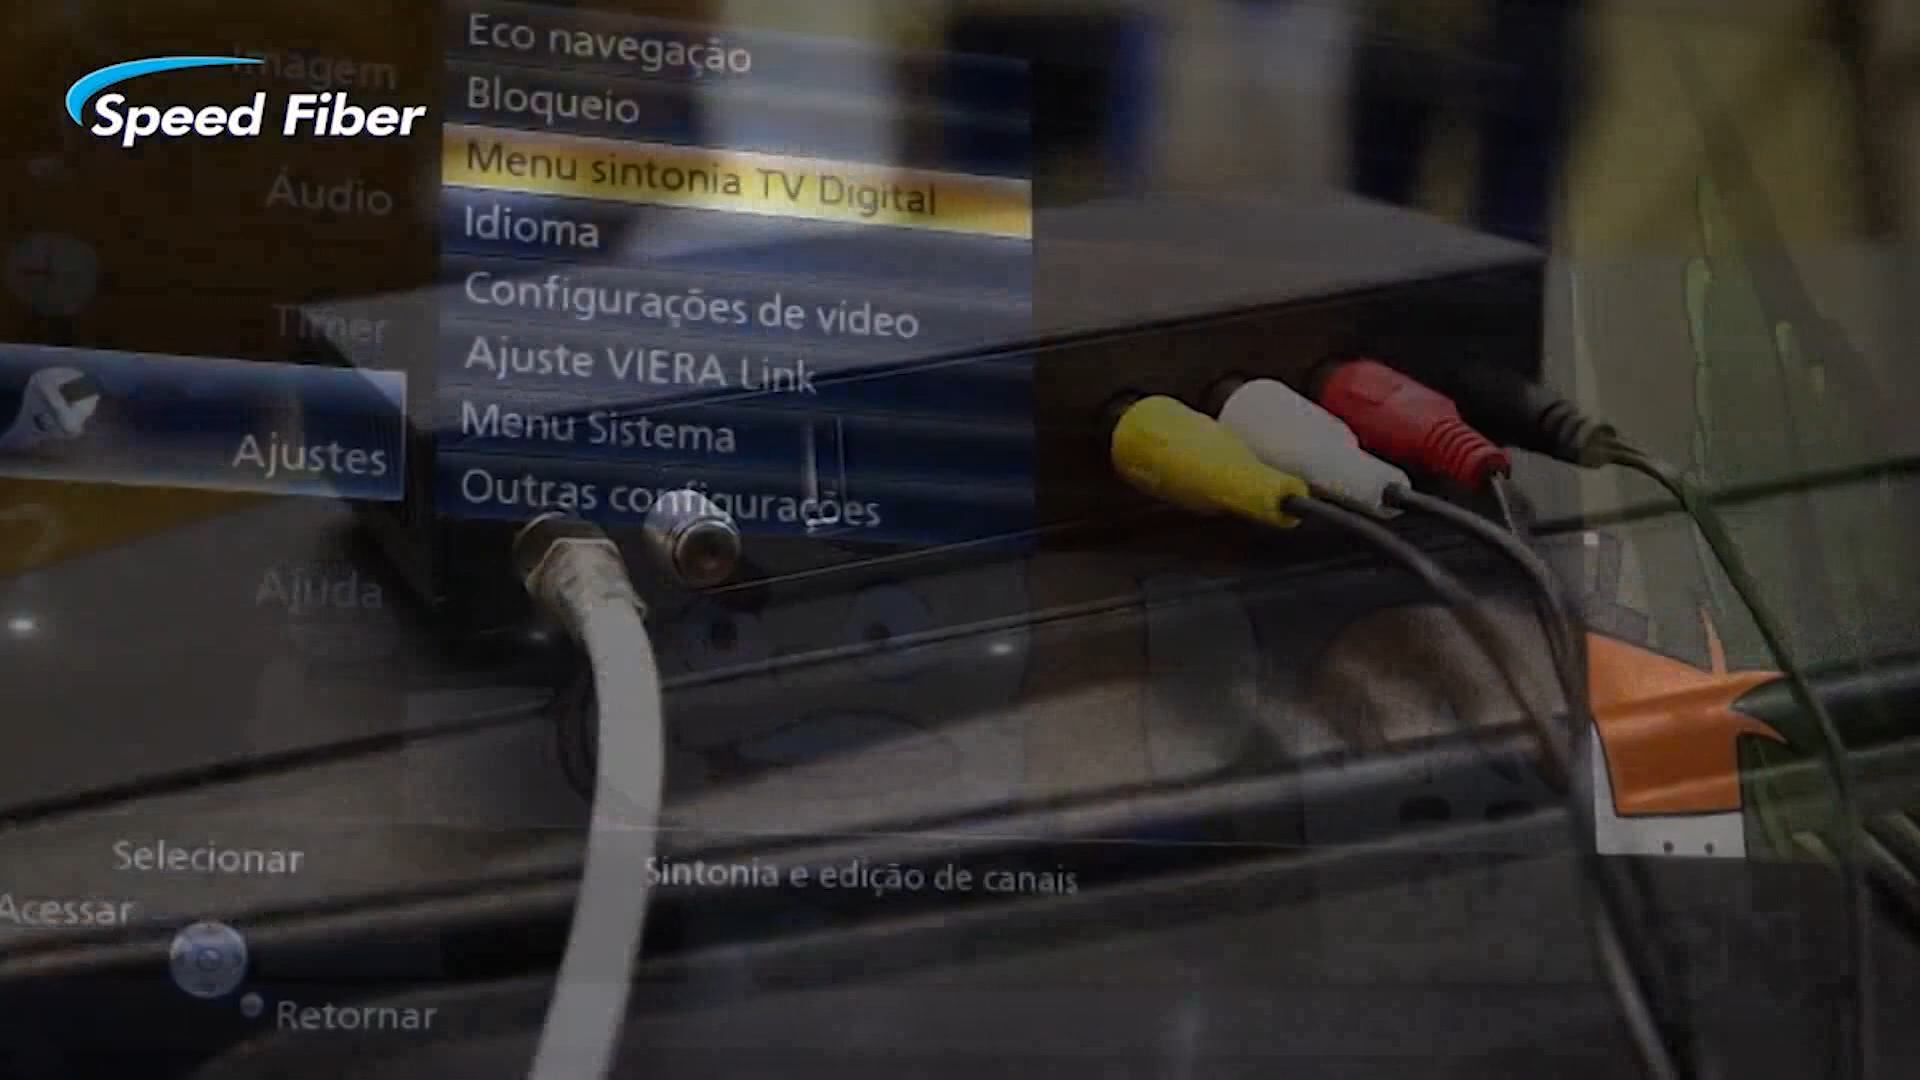 Speed Fiber
Imagem
Áudio
Timer
Ajustes
Ajuda
Eco navegação
Bloqueio
Menu sintonia TV Digital
Idioma
Configurações de vídeo
Ajuste VIERA Link
Menu Sistema
Outras configurações
Selecionar
Acessar
Retornar
Sintonia e edição de canais